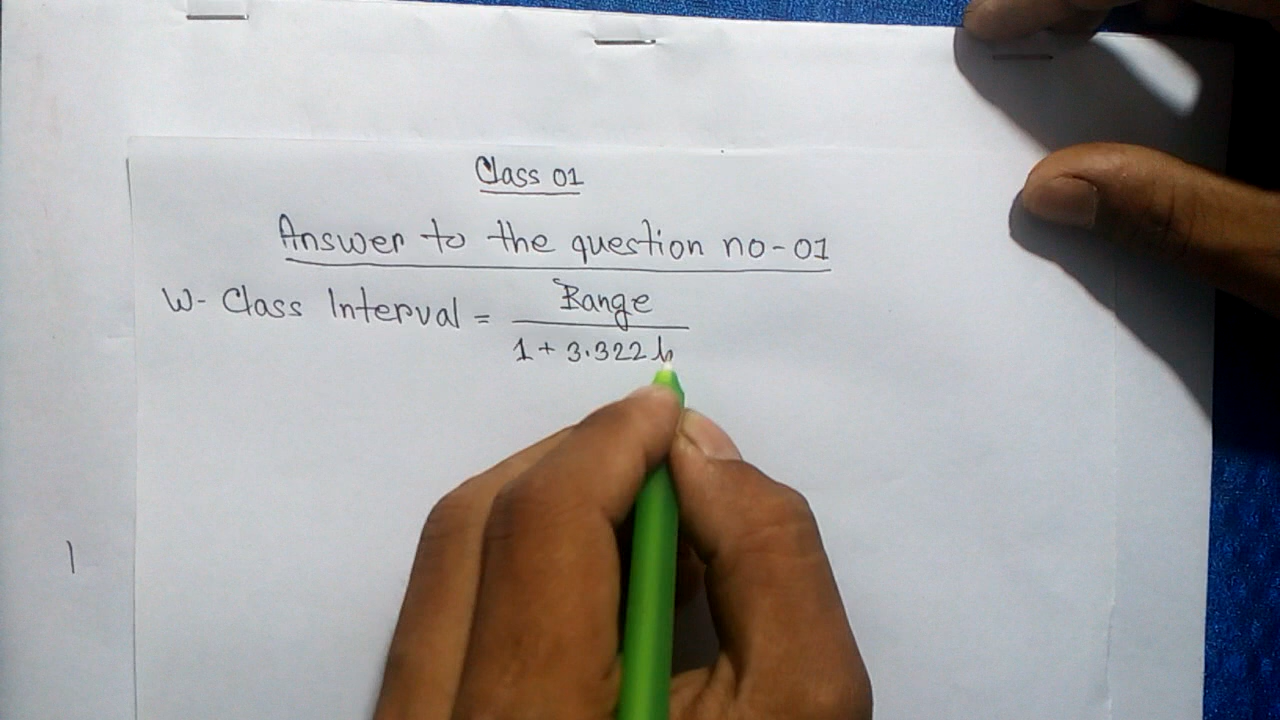 Class 01
Answer to the question no-01
W- Class Interval = Range
1 + 3.322 l